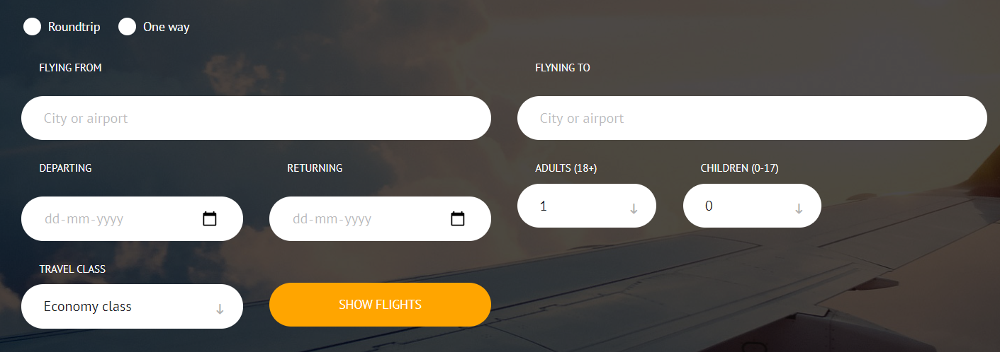 Roundtrip One way
FLYING FROM FLYNING TO
City or airport City or airport
DEPARTING RETURNING ADULTS (18+) CHILDREN (0-17)
dd-mm-yyyy dd-mm-yyyy 1 0
TRAVEL CLASS
Economy class SHOW FLIGHTS